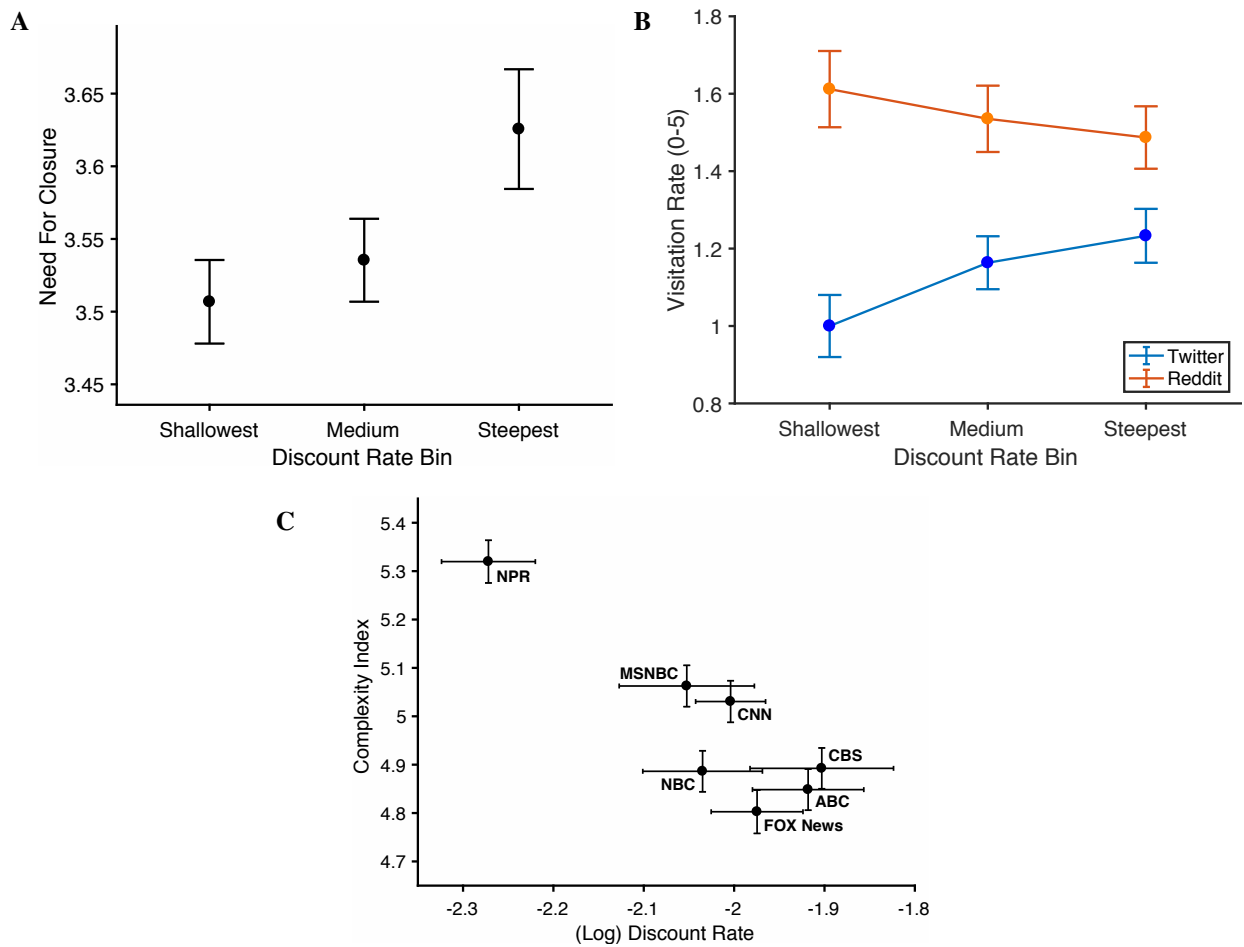 A
3.65
3.6
3.55
3.5
3.45
Need For Closure
Shallowest Medium Steepest
Discount Rate Bin
B
1.8
1.6
1.4
1.2
1
0.8
Visitation Rate (0-5)
Twitter
Reddit
Shallowest Medium Steepest
Discount Rate Bin
C
5.4
5.3
5.2
5.1
5
4.9
4.8
4.7
Complexity Index
NPR
MSNBC
CNN
CBS
NBC
ABC
FOX News
-2.3 -2.2 -2.1 -2 -1.9 -1.8
(Log) Discount Rate